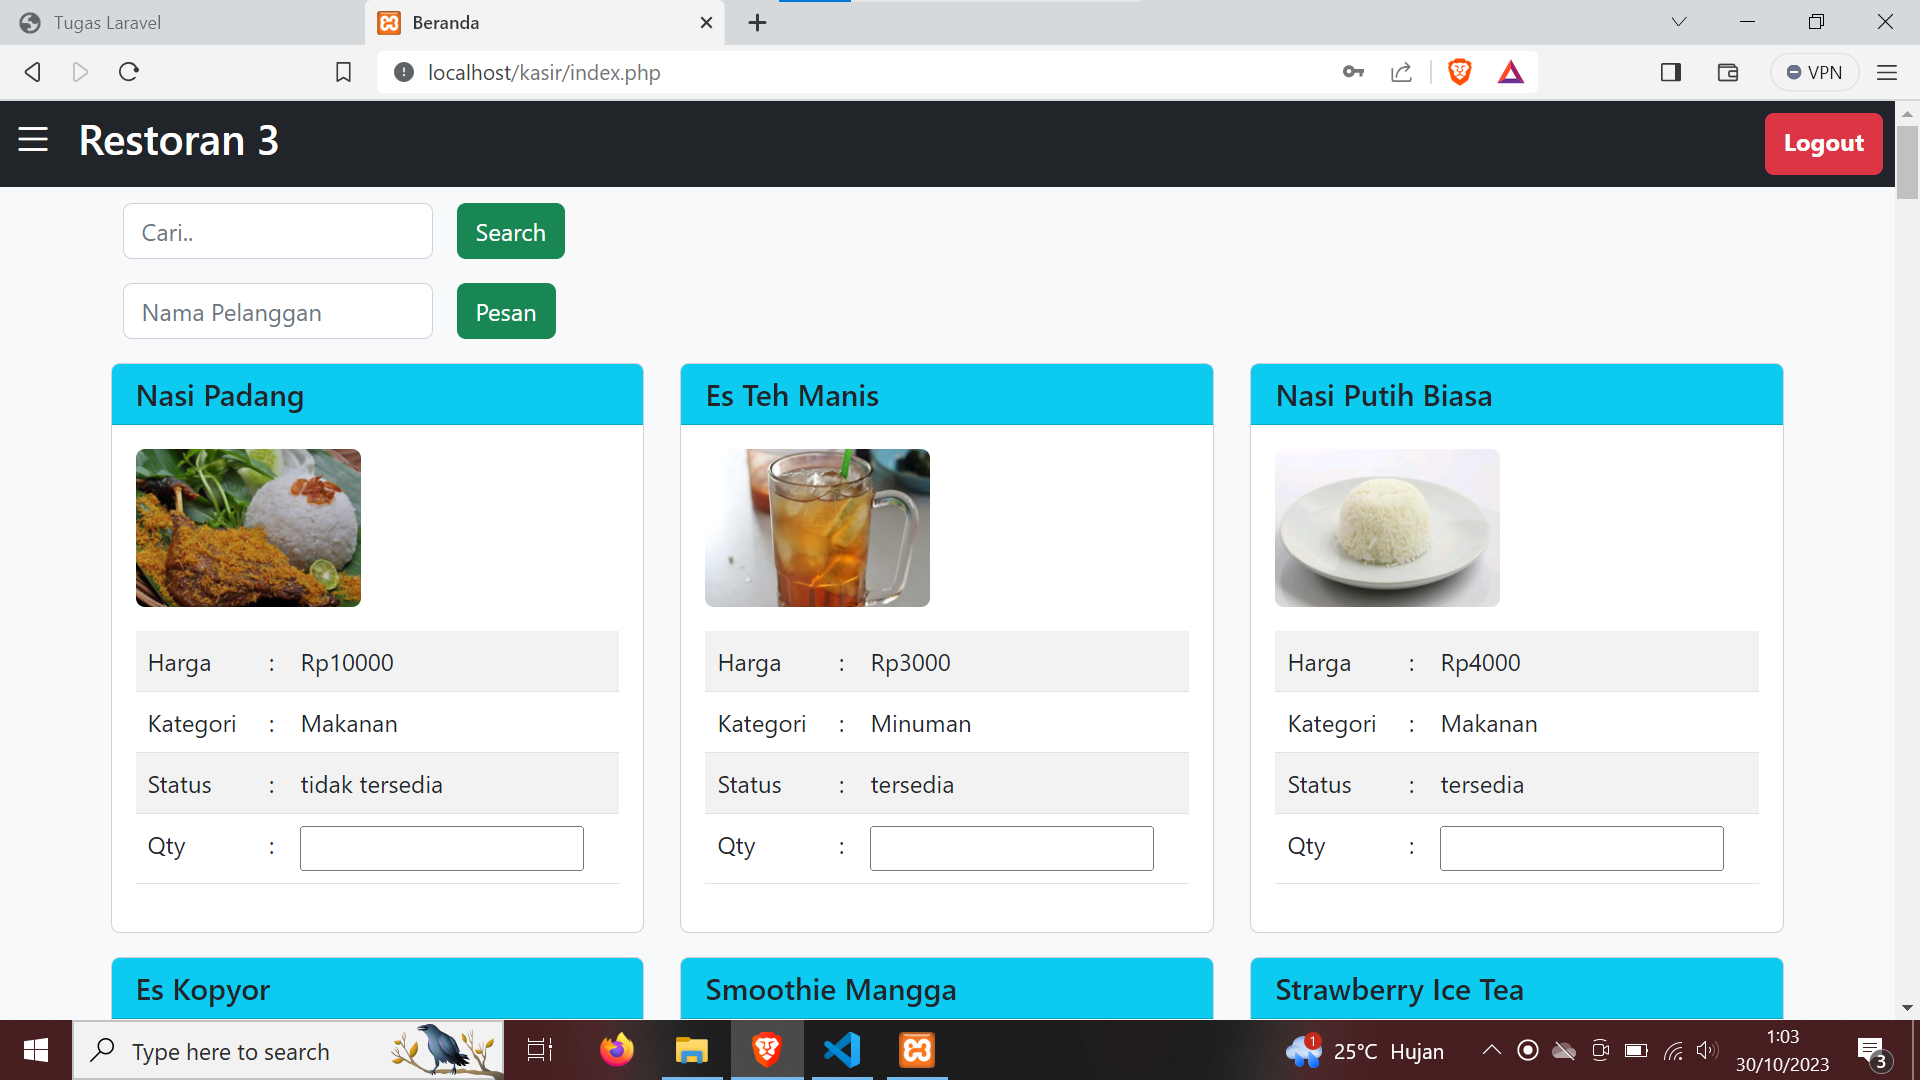 Tugas Laravel
Beranda
localhost/kasir/index.php
VPN
Restoran 3
Logout
Cari..
Search
Nama Pelanggan
Pesan
Nasi Padang
Harga : Rp10000
Kategori : Makanan
Status : tidak tersedia
Qty :
Es Teh Manis
Harga : Rp3000
Kategori : Minuman
Status : tersedia
Qty :
Nasi Putih Biasa
Harga : Rp4000
Kategori : Makanan
Status : tersedia
Qty :
Es Kopyor
Smoothie Mangga
Strawberry Ice Tea
Type here to search
1
25°C Hujan
1:03
30/10/2023
3